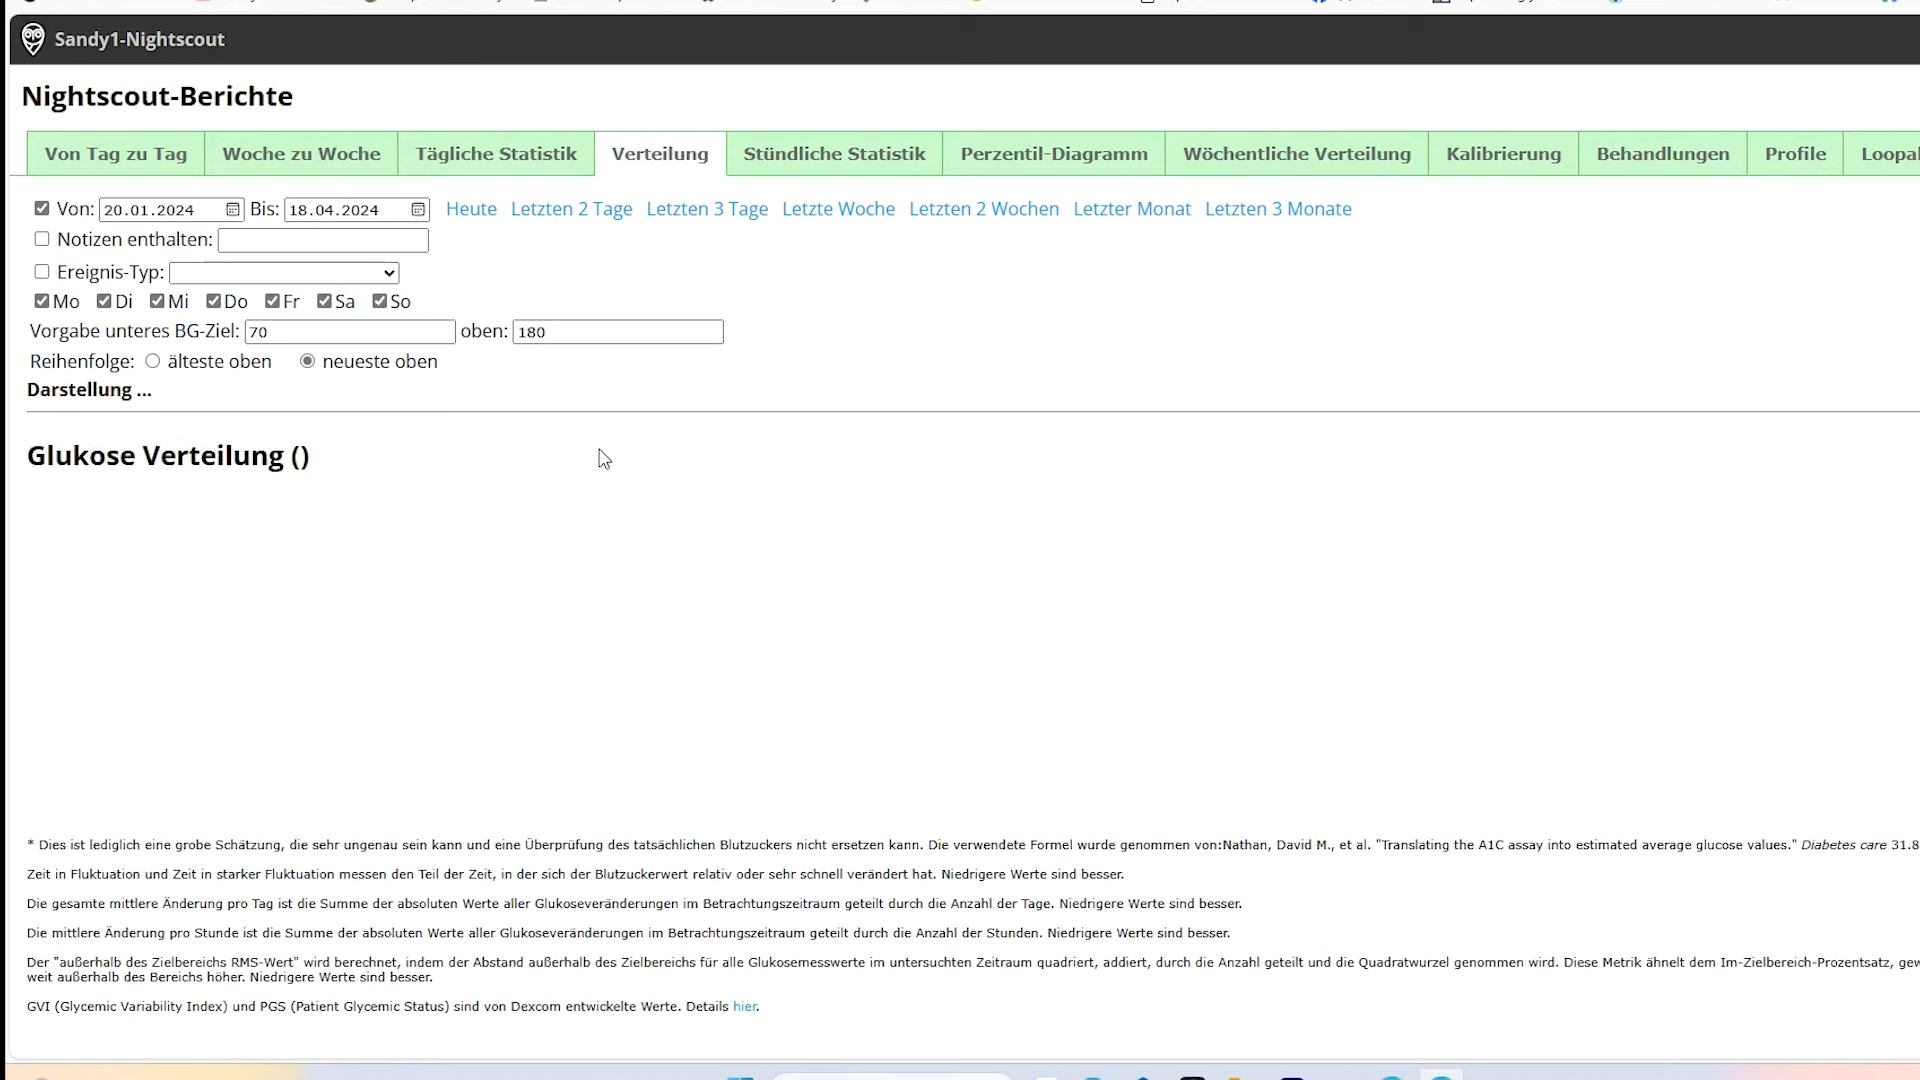 Sandy1-Nightscout
Nightscout-Berichte
Von Tag zu Tag Woche zu Woche Tägliche Statistik Verteilung Stündliche Statistik Perzentil-Diagramm Wöchentliche Verteilung Kalibrierung Behandlungen Profile
Von: 20.01.2024 Bis: 18.04.2024 Heute Letzten 2 Tage Letzten 3 Tage Letzte Woche Letzten 2 Wochen Letzter Monat Letzten 3 Monate
Notizen enthalten:
Ereignis-Typ:
Mo Di Mi Do Fr Sa So
Vorgabe unteres BG-Ziel: 70 oben: 180
Reihenfolge: älteste oben neueste oben
Darstellung ...
Glukose Verteilung ()
* Dies ist lediglich eine grobe Schätzung, die sehr ungenau sein kann und eine Überprüfung des tatsächlichen Blutzuckers nicht ersetzen kann. Die verwendete Formel wurde genommen von:Nathan, David M., et al. "Translating the A1C assay into estimated average glucose values." Diabetes care 31.8
Zeit in Fluktuation und Zeit in starker Fluktuation messen den Teil der Zeit, in der sich der Blutzuckerwert relativ oder sehr schnell verändert hat. Niedrigere Werte sind besser.
Die gesamte mittlere Änderung pro Tag ist die Summe der absoluten Werte aller Glukoseveränderungen im Betrachtungszeitraum geteilt durch die Anzahl der Tage. Niedrigere Werte sind besser.
Die mittlere Änderung pro Stunde ist die Summe der absoluten Werte aller Glukoseveränderungen im Betrachtungszeitraum geteilt durch die Anzahl der Stunden. Niedrigere Werte sind besser.
Der "außerhalb des Zielbereichs RMS-Wert" wird berechnet, indem der Abstand außerhalb des Zielbereichs für alle Glukosemesswerte im untersuchten Zeitraum quadriert, addiert, durch die Anzahl geteilt und die Quadratwurzel genommen wird. Diese Metrik ähnelt dem Im-Zielbereich-Prozentsatz,
weit außerhalb des Bereichs höher. Niedrigere Werte sind besser.
GVI (Glycemic Variability Index) und PGS (Patient Glycemic Status) sind von Dexcom entwickelte Werte. Details hier.